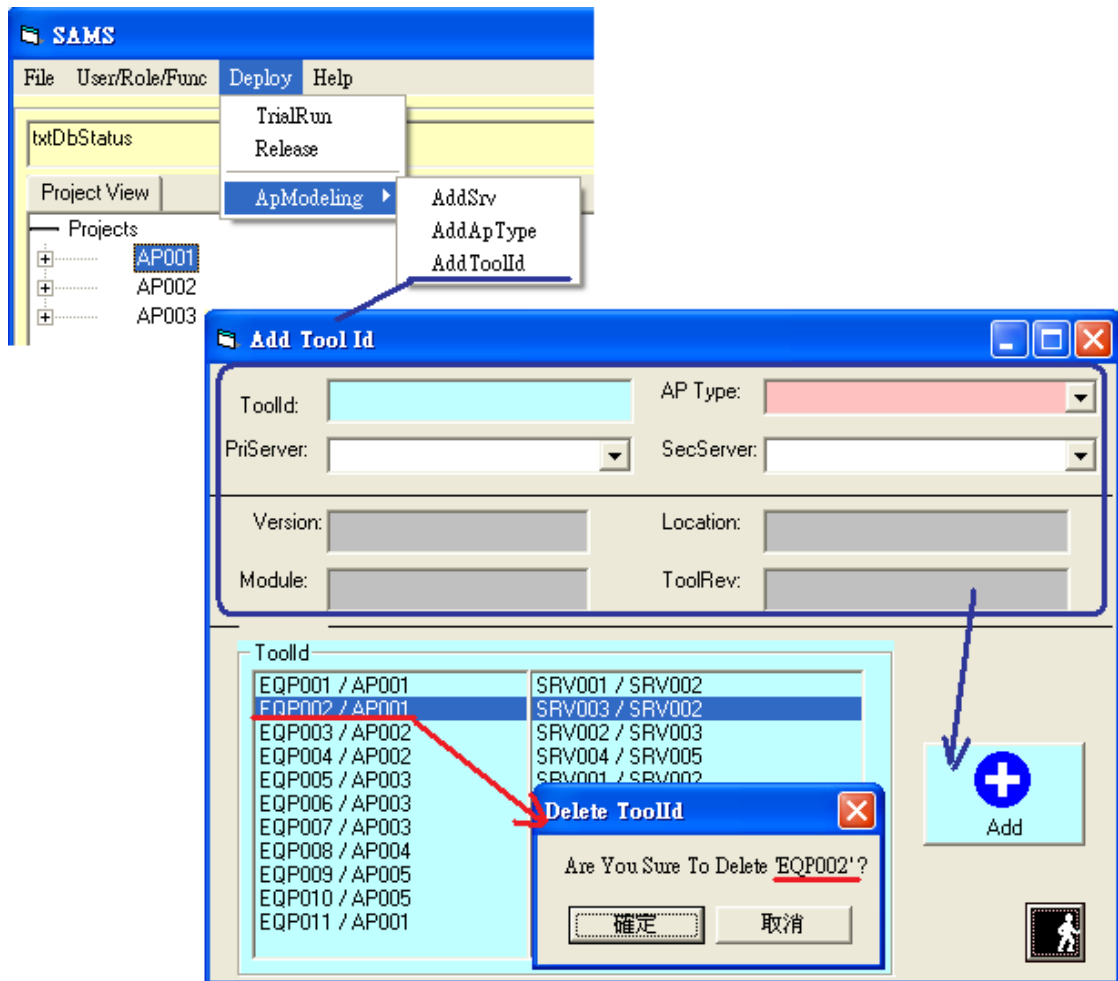 SAMS
File User/Role/Func Deploy Help
TrialRun
Release
ApModeling
AddSrv
AddApType
AddToolId
txtDbStatus
Project View
Projects
AP001
AP002
AP003
Add Tool Id
ToolId:
AP Type:
PriServer:
SecServer:
Version:
Location:
Module:
ToolRev:
ToolId
EQP001 / AP001 SRV001 / SRV002
EQP002 / AP001 SRV003 / SRV002
EQP003 / AP002 SRV002 / SRV003
EQP004 / AP002 SRV004 / SRV005
EQP005 / AP003 SRV001 / SRV002
EQP006 / AP003
EQP007 / AP003
EQP008 / AP004
EQP009 / AP005
EQP010 / AP005
EQP011 / AP001
Delete ToolId
Are You Sure To Delete 'EQP002'?
確定 取消
Add